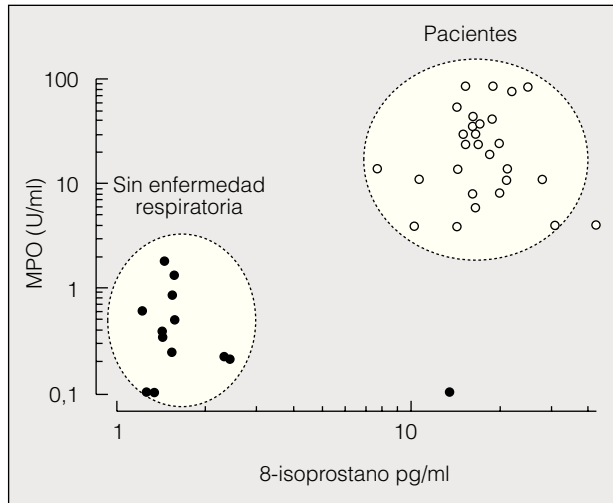 Pacientes
100
Sin enfermedad
respiratoria
10
MPO (U/ml)
1
0,1
1
10
8-isoprostano pg/ml